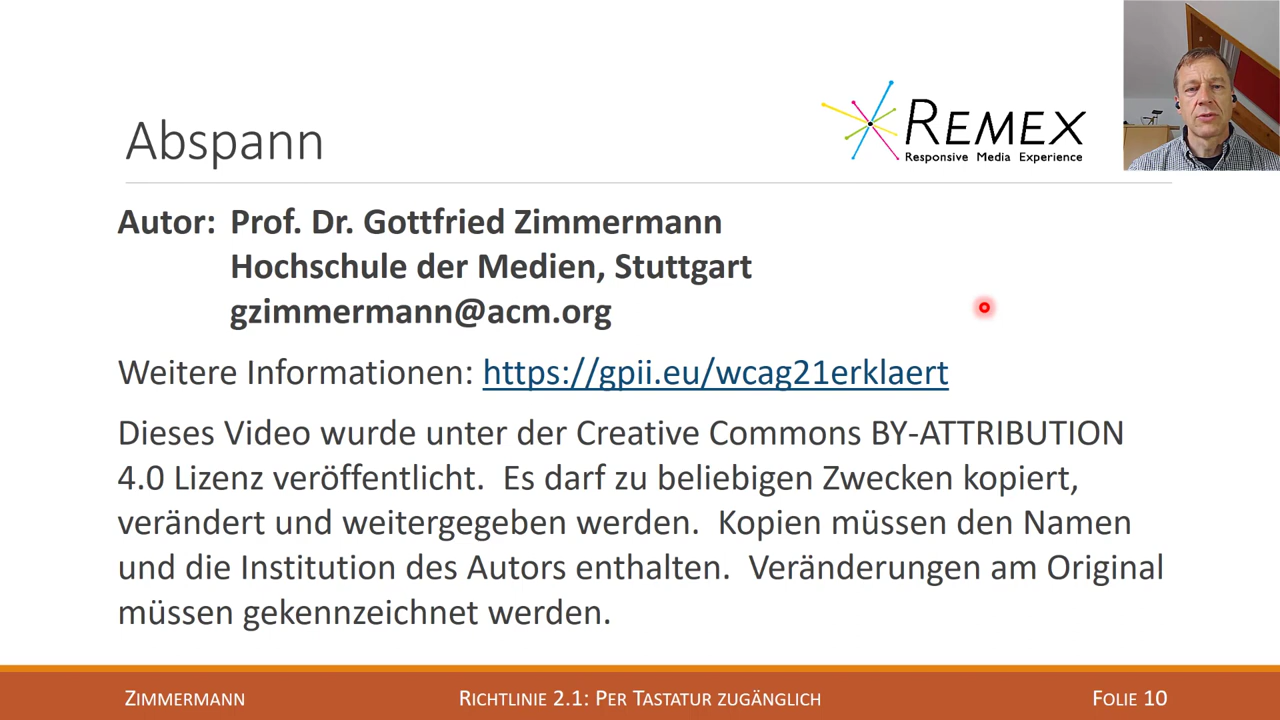 Abspann
REMEX
Responsive Media Experience
Autor: Prof. Dr. Gottfried Zimmermann
Hochschule der Medien, Stuttgart
gzimmermann@acm.org
Weitere Informationen: https://gpii.eu/wcag21erklaert
Dieses Video wurde unter der Creative Commons BY-ATTRIBUTION
4.0 Lizenz veröffentlicht. Es darf zu beliebigen Zwecken kopiert,
verändert und weitergegeben werden. Kopien müssen den Namen
und die Institution des Autors enthalten. Veränderungen am Original
müssen gekennzeichnet werden.
ZIMMERMANN
RICHTLINIE 2.1: PER TASTATUR ZUGÄNGLICH
FOLIE 10